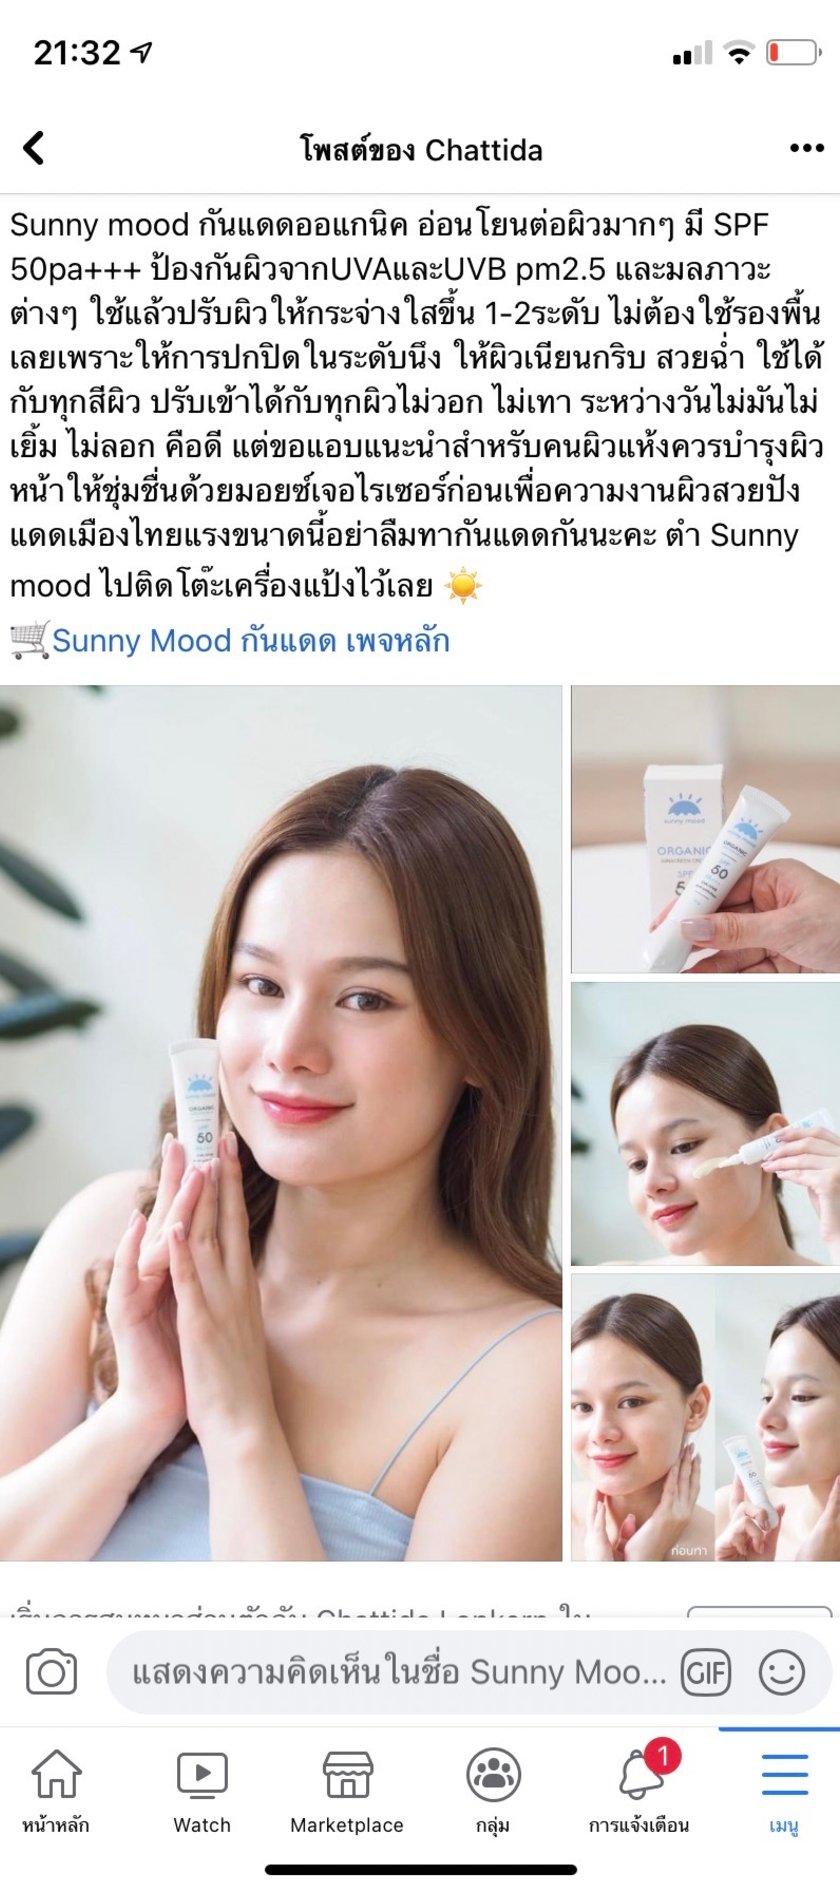 21:32
โพสต์ของ Chattida
Sunny mood กันแดดออแกนิค อ่อนโยนต่อผิวมากๆ มี SPF
50pa+++ ป้องกันผิวจากUVAและUVB pm2.5 และมลภาวะ
ต่างๆ ใช้แล้วปรับผิวให้กระจ่างใสขึ้น 1-2ระดับ ไม่ต้องใช้รองพื้น
เลยเพราะให้การปกปิดในระดับนึง ให้ผิวเนียนกริบ สวยฉ่ำ ใช้ได้
กับทุกสีผิว ปรับเข้าได้กับทุกผิวไม่วอก ไม่เทา ระหว่างวันไม่มันไม่
เยิ้ม ไม่ลอก คือดี แต่ขอแอบแนะนำสำหรับคนผิวแห้งควรบำรุงผิว
หน้าให้ชุ่มชื่นด้วยมอยซ์เจอไรเซอร์ก่อนเพื่อความงานผิวสวยปัง
แดดเมืองไทยแรงขนาดนี้อย่าลืมทากันแดดกันนะคะ ตำ Sunny
mood ไปติดโต๊ะเครื่องแป้งไว้เลย ☀️
🛒Sunny Mood กันแดด เพจหลัก
sunny mood
ORGANIC
SUNSCREEN
SPF
5
sunny mood
ORGANIC
SPF
50
sunny mood
ORGANIC
SPF
50
50
ก่อนทา
แสดงความคิดเห็นในชื่อ Sunny Moo...
GIF
1
หน้าหลัก
Watch
Marketplace
กลุ่ม
การแจ้งเตือน
เมนู